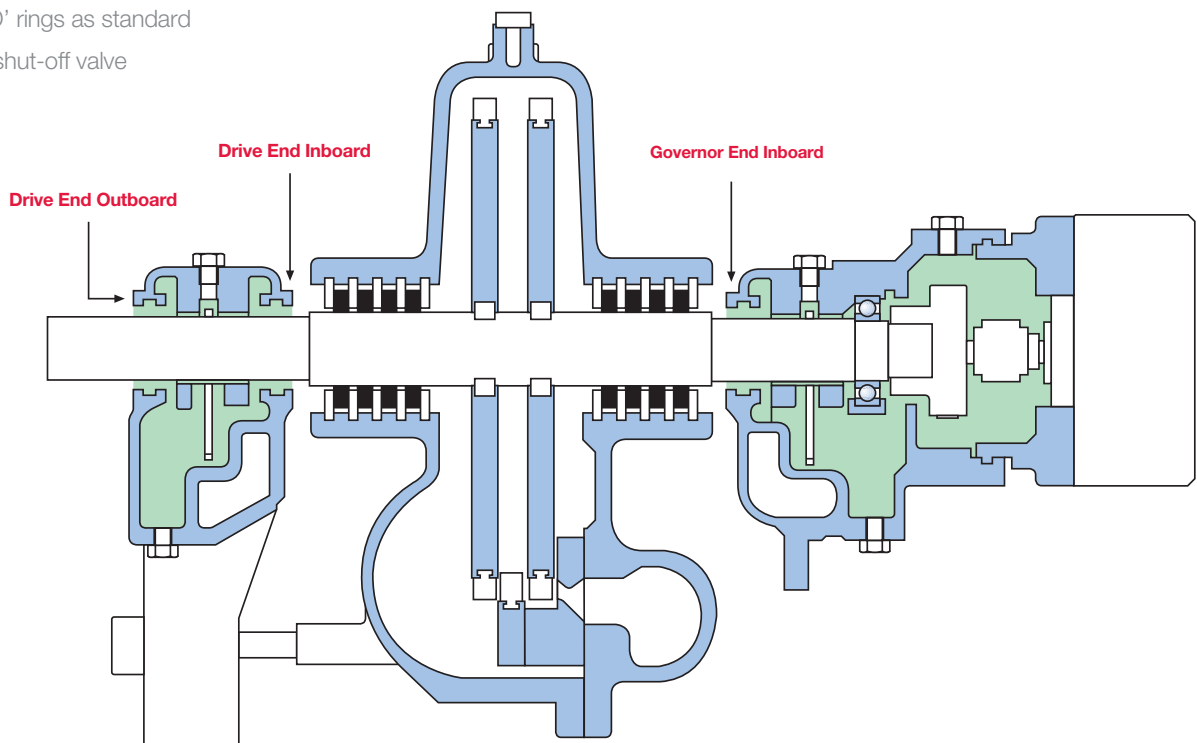 ’ rings as standard
shut-off valve
Drive End Inboard
Governor End Inboard
Drive End Outboard